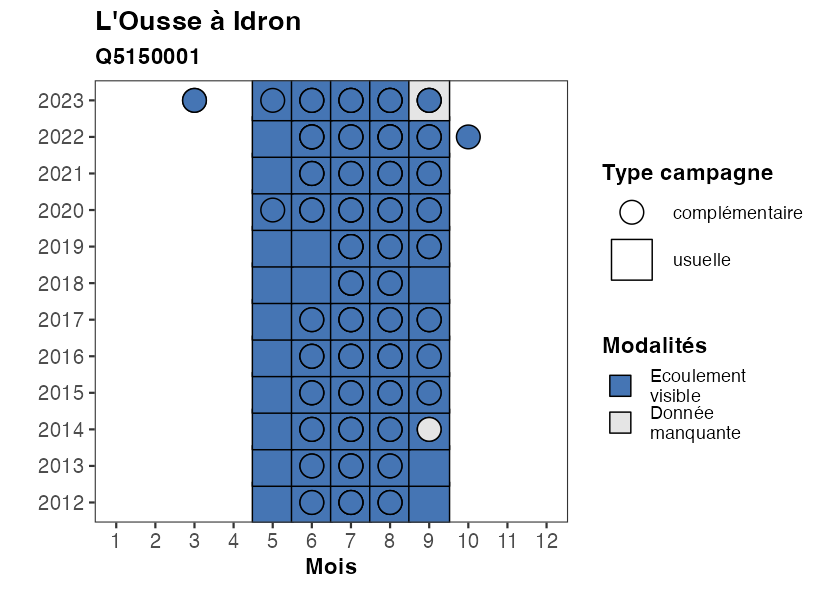 L'Ousse à Idron
Q5150001
2023
2022
2021
2020
2019
2018
2017
2016
2015
2014
2013
2012
1 2 3 4 5 6 7 8 9 10 11 12
Mois
Type campagne
complémentaire
usuelle
Modalités
Ecoulement
visible
Donnée
manquante